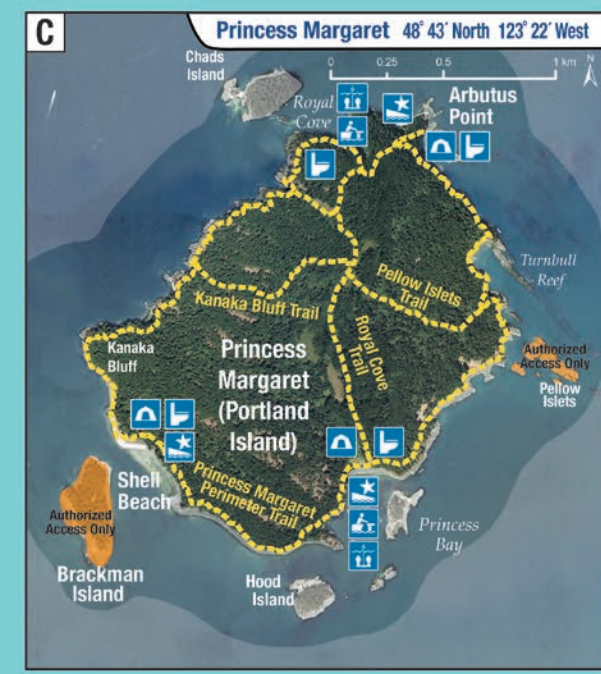 C
Princess Margaret 48° 43´ North 123° 22´ West
Chads
Island
0 0.25 0.5 1 km
N
Royal
Cove
Arbutus
Point
Turnbull
Reef
Pellow Islets
Trail
Kanaka Bluff Trail
Royal Cove
Trail
Kanaka
Bluff
Princess
Margaret
(Portland
Island)
Authorized
Access Only
Pellow
Islets
Princess Margaret
Perimeter Trail
Shell
Beach
Authorized
Access Only
Brackman
Island
Princess
Bay
Hood
Island